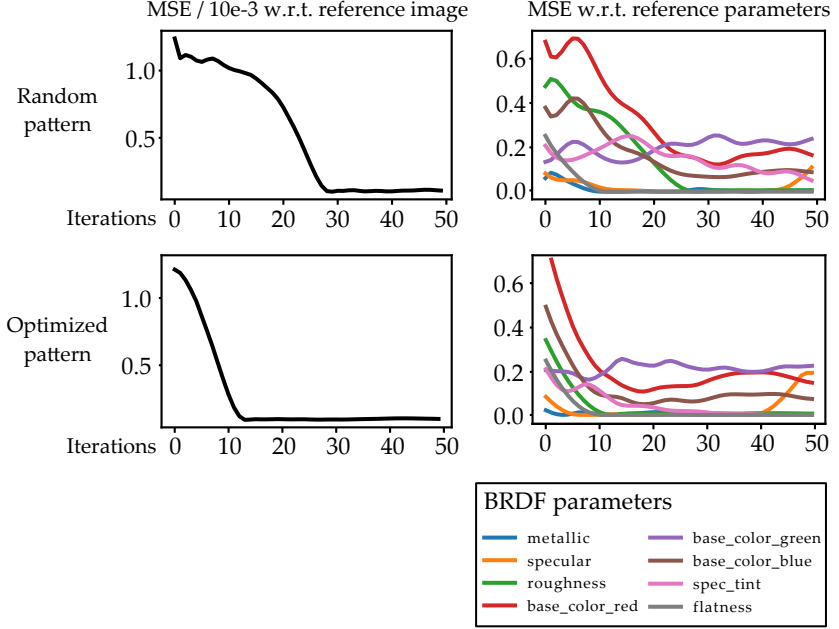 MSE / 10e-3 w.r.t. reference image
MSE w.r.t. reference parameters
Random
pattern
1.0
0.5
0.6
0.4
0.2
0.0
Iterations
0 10 20 30 40 50
0 10 20 30 40 50
Optimized
pattern
1.0
0.5
0.6
0.4
0.2
0.0
Iterations
0 10 20 30 40 50
0 10 20 30 40 50
BRDF parameters
metallic
specular
roughness
base_color_red
base_color_green
base_color_blue
spec_tint
flatness